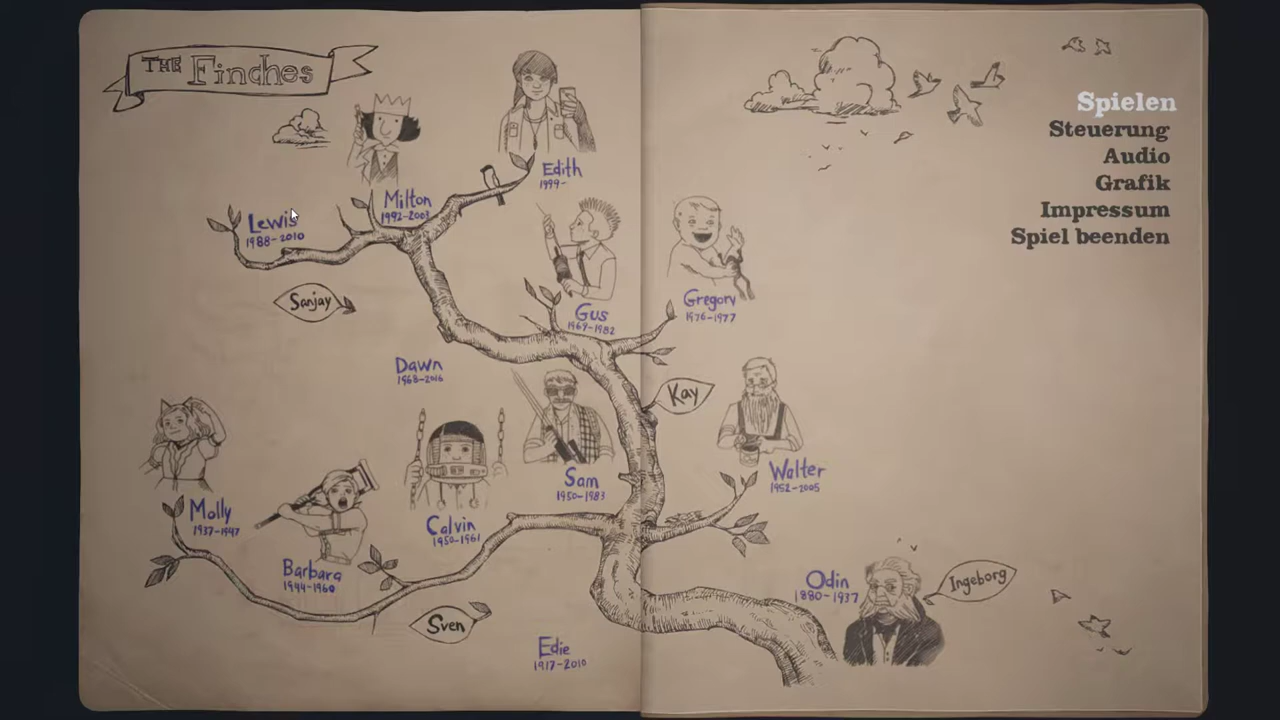 THE Finches
Edith
1999-
Milton
1992-2003
Lewis
1988-2010
Sanjay
Gus
1969-1982
Gregory
1976-1977
Dawn
1968-2016
Kay
Sam
1950-1983
Walter
1952-2005
Molly
1937-1947
Barbara
1944-1960
Calvin
1950-1961
Sven
Edie
1917-2010
Odin
1880-1937
Ingeborg
Spielen
Steuerung
Audio
Grafik
Impressum
Spiel beenden